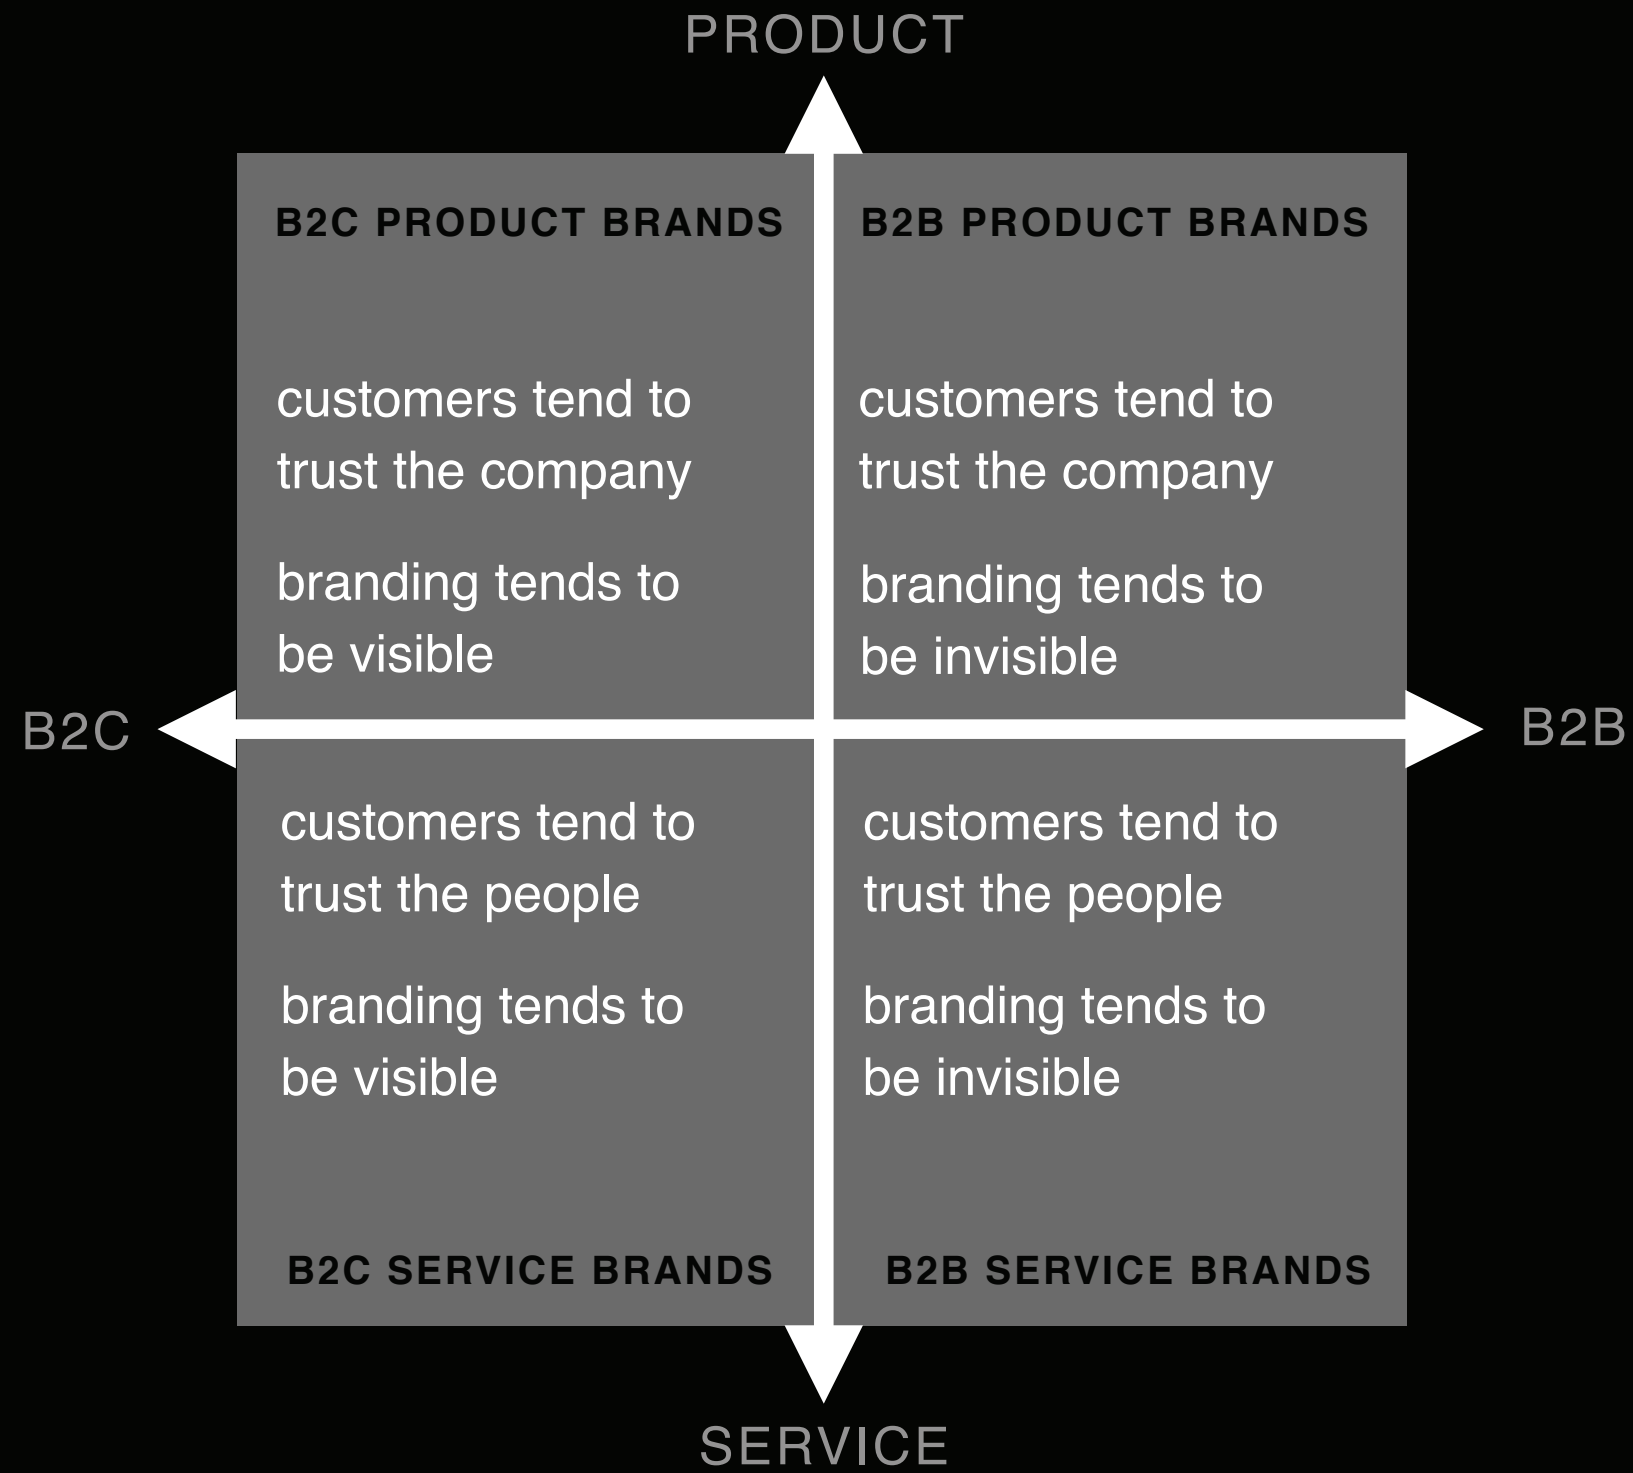 PRODUCT
B2C PRODUCT BRANDS
customers tend to
trust the company
branding tends to
be visible
B2B PRODUCT BRANDS
customers tend to
trust the company
branding tends to
be invisible
B2C
B2B
customers tend to
trust the people
branding tends to
be visible
B2C SERVICE BRANDS
customers tend to
trust the people
branding tends to
be invisible
B2B SERVICE BRANDS
SERVICE